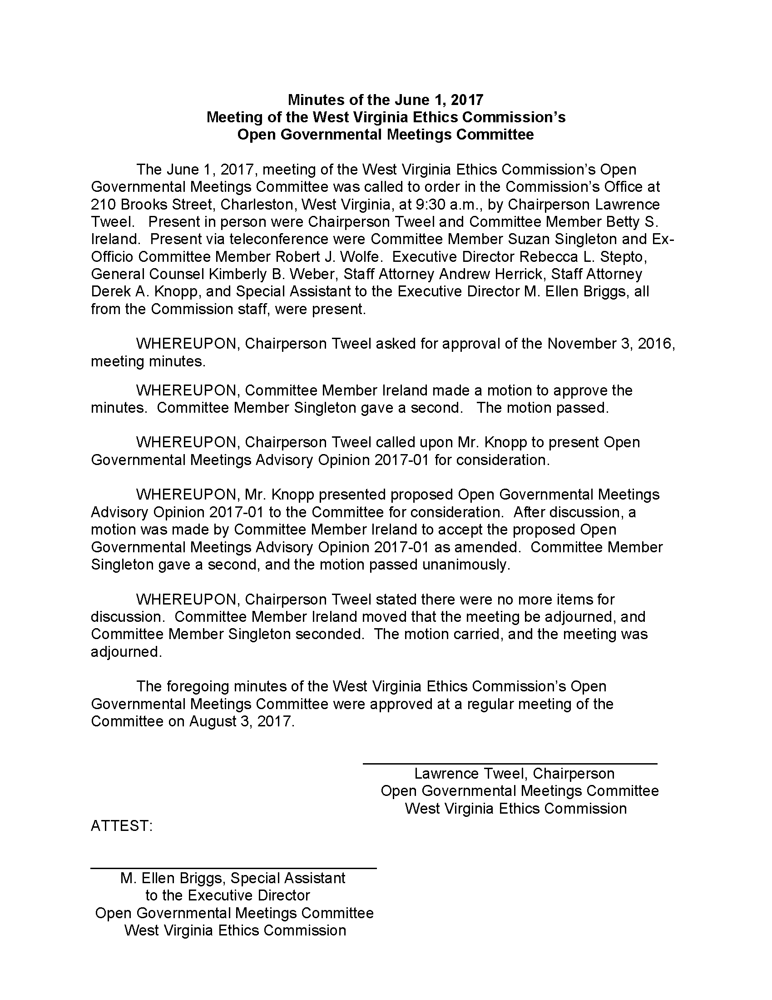 Minutes of the June 1, 2017
Meeting of the West Virginia Ethics Commission’s
Open Governmental Meetings Committee
The June 1, 2017, meeting of the West Virginia Ethics Commission’s Open
Governmental Meetings Committee was called to order in the Commission’s Office at
210 Brooks Street, Charleston, West Virginia, at 9:30 a.m., by Chairperson Lawrence
Tweel. Present in person were Chairperson Tweel and Committee Member Betty S.
Ireland. Present via teleconference were Committee Member Suzan Singleton and Ex-
Officio Committee Member Robert J. Wolfe. Executive Director Rebecca L. Stepto,
General Counsel Kimberly B. Weber, Staff Attorney Andrew Herrick, Staff Attorney
Derek A. Knopp, and Special Assistant to the Executive Director M. Ellen Briggs, all
from the Commission staff, were present.
WHEREUPON, Chairperson Tweel asked for approval of the November 3, 2016,
meeting minutes.
WHEREUPON, Committee Member Ireland made a motion to approve the
minutes. Committee Member Singleton gave a second. The motion passed.
WHEREUPON, Chairperson Tweel called upon Mr. Knopp to present Open
Governmental Meetings Advisory Opinion 2017-01 for consideration.
WHEREUPON, Mr. Knopp presented proposed Open Governmental Meetings
Advisory Opinion 2017-01 to the Committee for consideration. After discussion, a
motion was made by Committee Member Ireland to accept the proposed Open
Governmental Meetings Advisory Opinion 2017-01 as amended. Committee Member
Singleton gave a second, and the motion passed unanimously.
WHEREUPON, Chairperson Tweel stated there were no more items for
discussion. Committee Member Ireland moved that the meeting be adjourned, and
Committee Member Singleton seconded. The motion carried, and the meeting was
adjourned.
The foregoing minutes of the West Virginia Ethics Commission’s Open
Governmental Meetings Committee were approved at a regular meeting of the
Committee on August 3, 2017.
Lawrence Tweel, Chairperson
Open Governmental Meetings Committee
West Virginia Ethics Commission
ATTEST:
M. Ellen Briggs, Special Assistant
to the Executive Director
Open Governmental Meetings Committee
West Virginia Ethics Commission